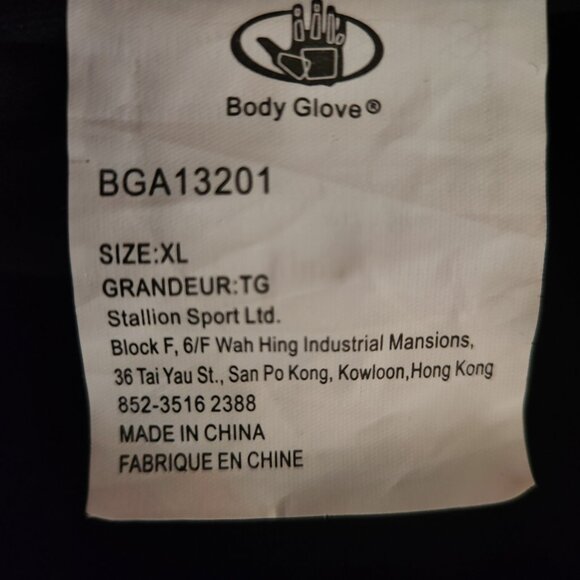 Body Glove®
BGA13201
SIZE:XL
GRANDEUR:TG
Stallion Sport Ltd.
Block F, 6/F Wah Hing Industrial Mansions,
36 Tai Yau St., San Po Kong, Kowloon,Hong Kong
852-3516 2388
MADE IN CHINA
FABRIQUE EN CHINE